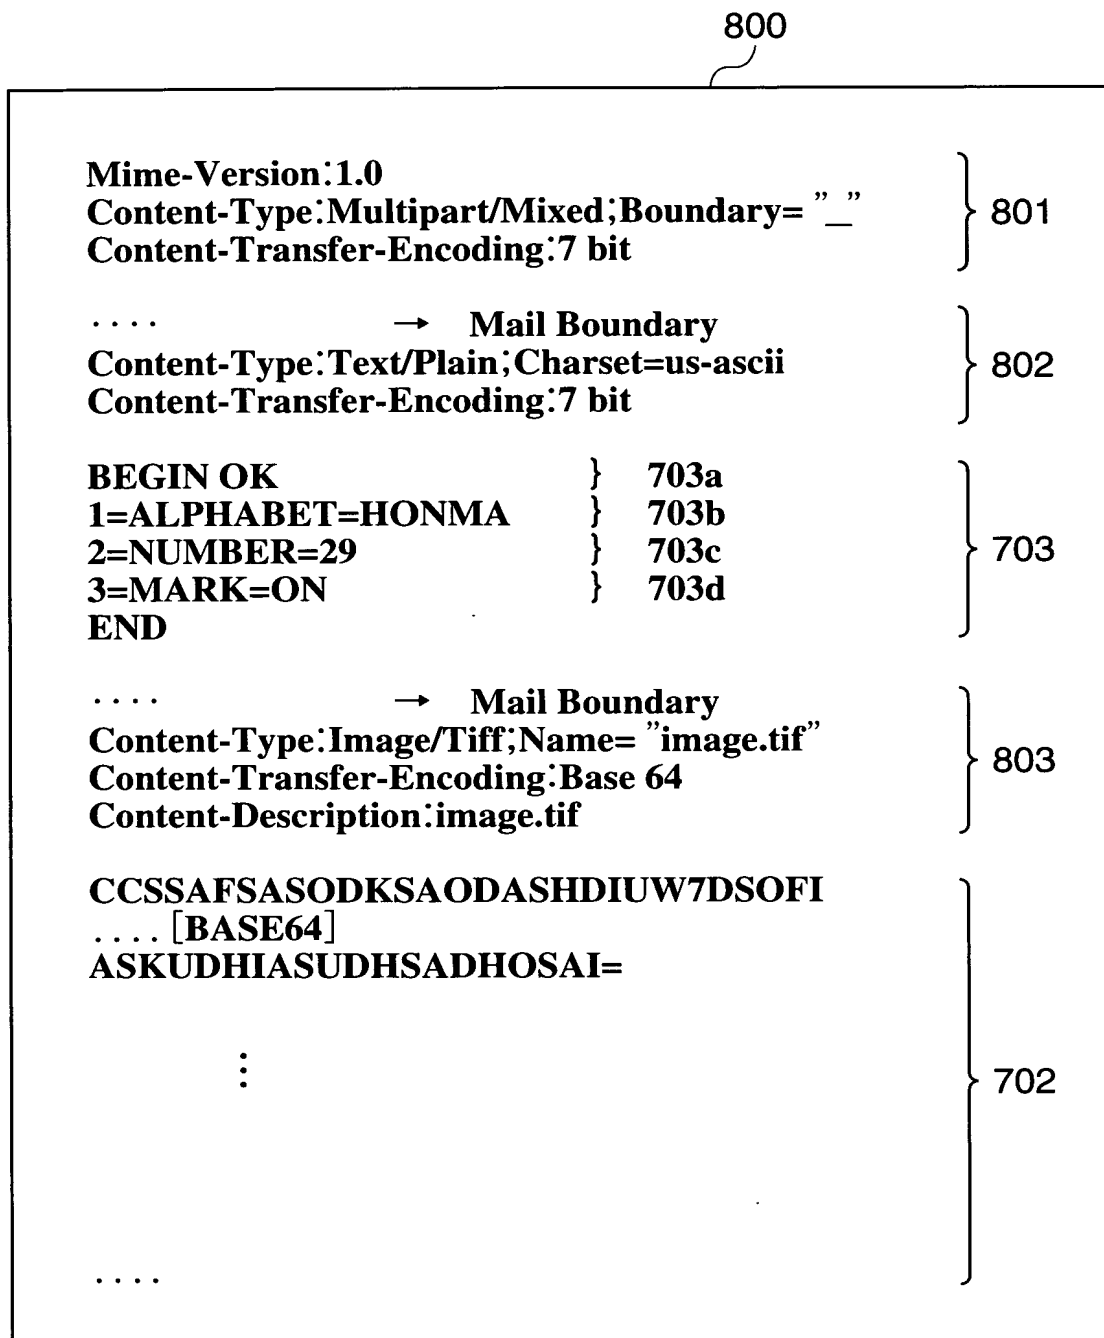 800
Mime-Version:1.0
Content-Type:Multipart/Mixed;Boundary= ”_”
801
Content-Transfer-Encoding:7 bit
.... → Mail Boundary
Content-Type:Text/Plain;Charset=us-ascii
802
Content-Transfer-Encoding:7 bit
BEGIN OK } 703a
1=ALPHABET=HONMA } 703b
2=NUMBER=29 } 703c
703
3=MARK=ON } 703d
END
.... → Mail Boundary
Content-Type:Image/Tiff;Name= ”image.tif”
803
Content-Transfer-Encoding:Base 64
Content-Description:image.tif
CCSSAFSASODKSAODASHDIUW7DSOFI
.... [BASE64]
ASKUDHIASUDHSADHOSAI=
⋮
702
....